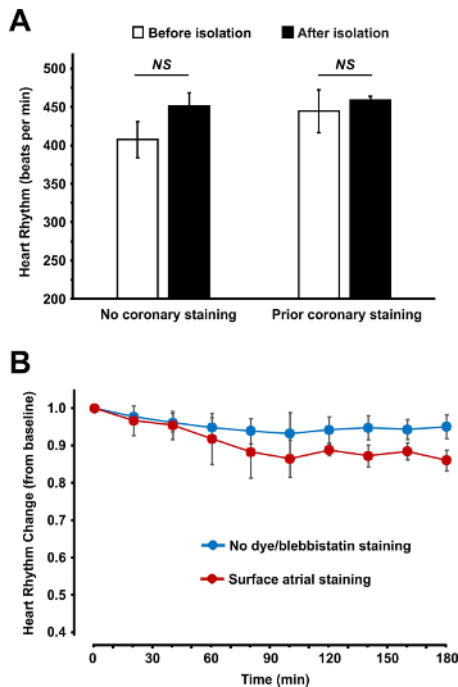 A
Before isolation After isolation
NS NS
Heart Rhythm (beats per min)
500
450
400
350
300
250
200
No coronary staining Prior coronary staining
B
Heart Rhythm Change (from baseline)
1.0
0.9
0.8
0.7
0.6
0.5
0.4
No dye/blebbistatin staining
Surface atrial staining
0 30 60 90 120 150 180
Time (min)